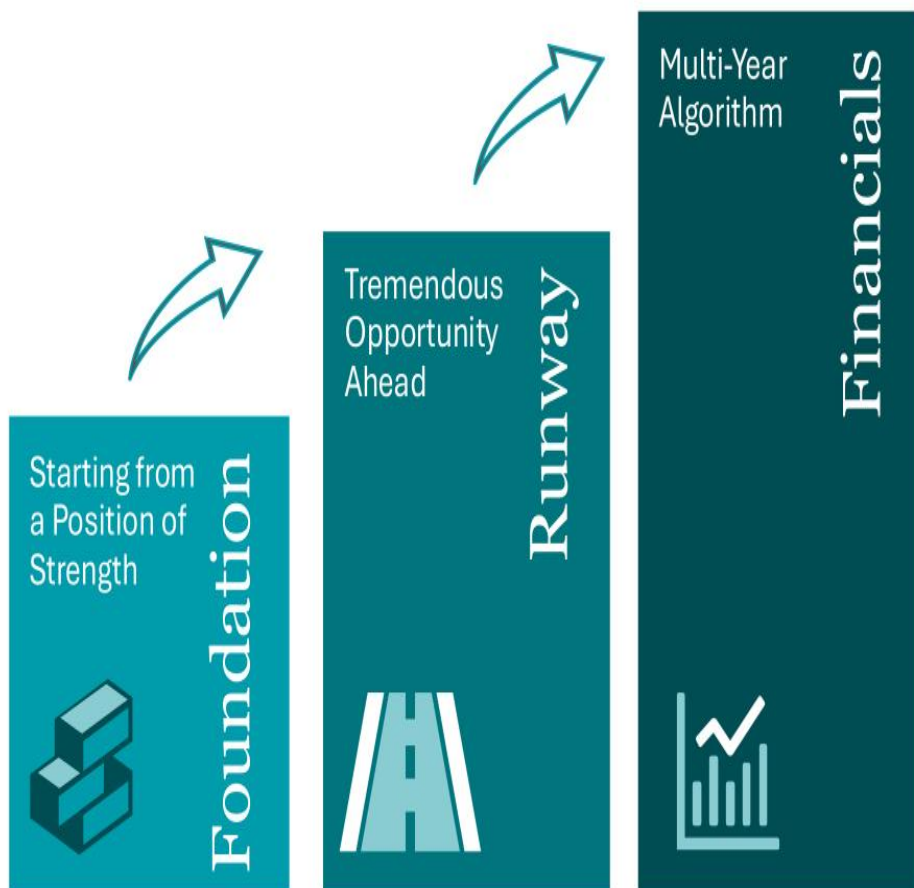 Starting from
a Position of
Strength
Foundation
Tremendous
Opportunity
Ahead
Runway
Multi-Year
Algorithm
Financials